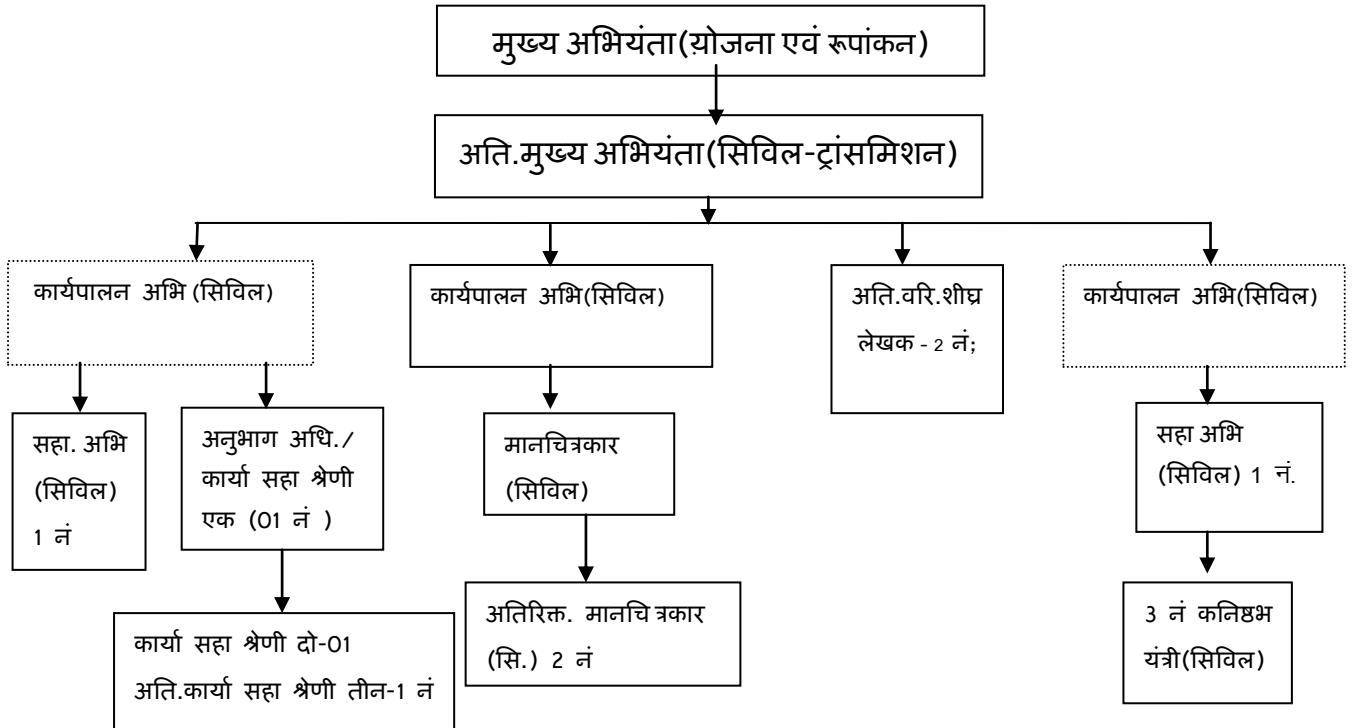 मुख्य अभियंता(य़ोजना एवं रूपांकन)
अति.मुख्य अभियंता(सिविल-ट्रांसमिशन)
कार्यपालन अभि (सिविल)
कार्यपालन अभि(सिविल)
अति.वरि.शीघ्र
लेखक - 2 नं;
कार्यपालन अभि(सिविल)
सहा. अभि
(सिविल)
1 नं
अनुभाग अधि./
कार्या सहा श्रेणी
एक (01 नं )
मानचित्रकार
(सिविल)
सहा अभि
(सिविल) 1 नं.
कार्या सहा श्रेणी दो-01
अति.कार्या सहा श्रेणी तीन-1 नं
अतिरिक्त. मानचि त्रकार
(सि.) 2 नं
3 नं कनिष्ठभ
यंत्री(सिविल)